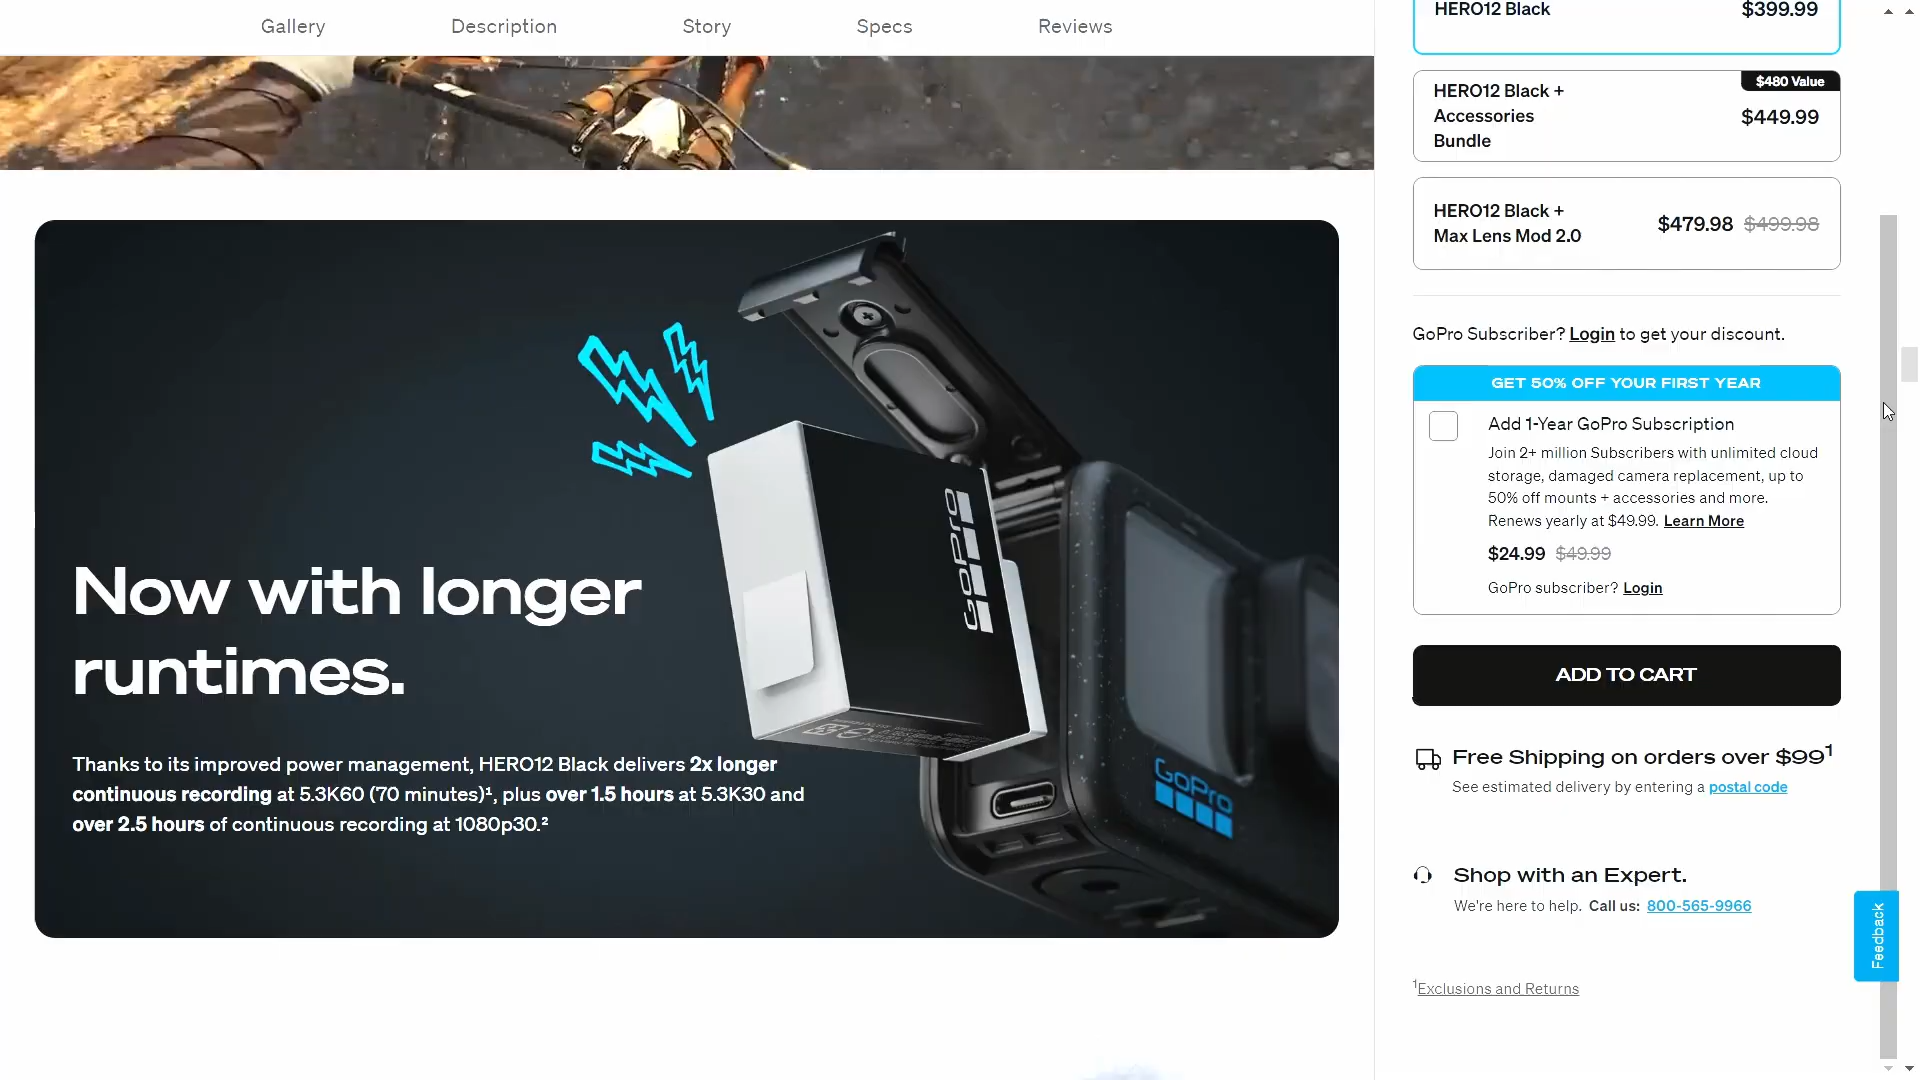 Gallery
Description
Story
Specs
Reviews
HERO12 Black
$399.99
$480 Value
HERO12 Black +
Accessories
Bundle
$449.99
HERO12 Black +
Max Lens Mod 2.0
$479.98 $499.98
GoPro Subscriber? Login to get your discount.
GET 50% OFF YOUR FIRST YEAR
Add 1-Year GoPro Subscription
Join 2+ million Subscribers with unlimited cloud
storage, damaged camera replacement, up to
50% off mounts + accessories and more.
Renews yearly at $49.99. Learn More
$24.99 $49.99
GoPro subscriber? Login
ADD TO CART
Free Shipping on orders over $99¹
See estimated delivery by entering a postal code
Shop with an Expert.
We're here to help. Call us: 800-565-9966
¹Exclusions and Returns
Feedback
Now with longer
runtimes.
Thanks to its improved power management, HERO12 Black delivers 2x longer
continuous recording at 5.3K60 (70 minutes)¹, plus over 1.5 hours at 5.3K30 and
over 2.5 hours of continuous recording at 1080p30.²
GoPro
GoPro